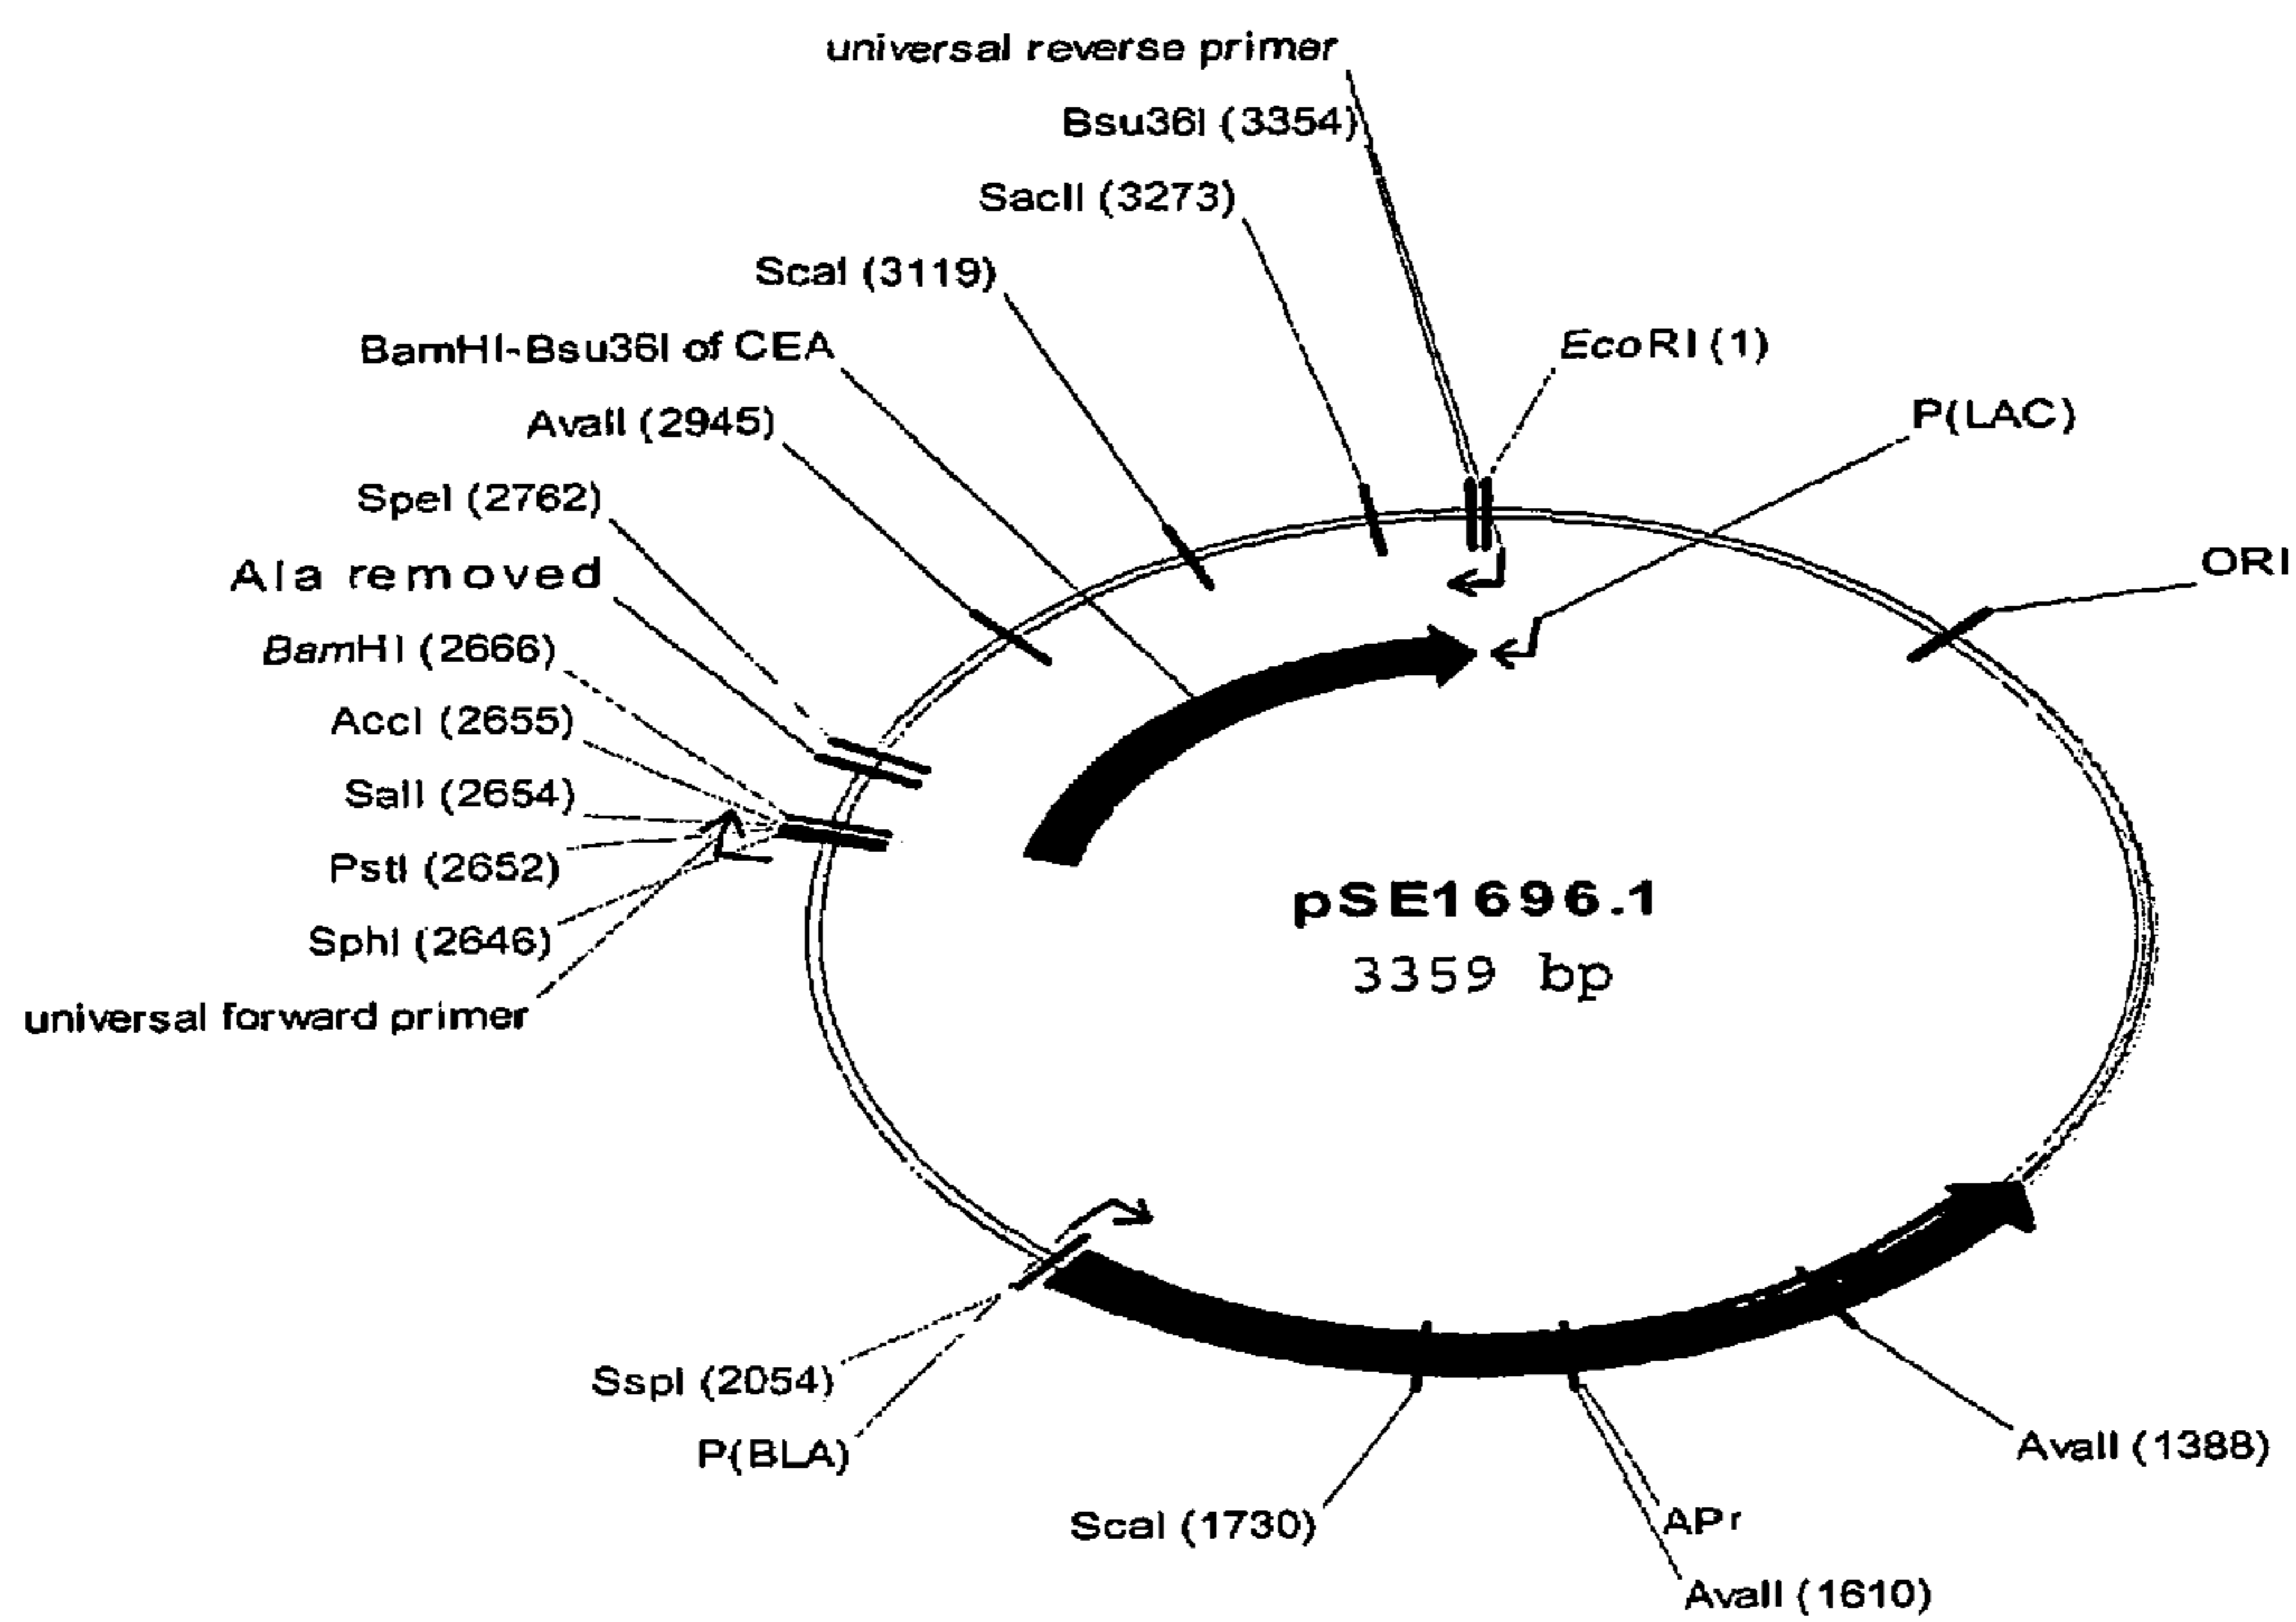 universal reverse primer
Bsu36I (3354)
SacII (3273)
ScaI (3119)
BamHI-Bsu36I of CEA
EcoRI (1)
P(LAC)
AvaII (2945)
SpeI (2762)
ORI
Ala removed
BamHI (2666)
AccI (2655)
SalI (2654)
PstI (2652)
SphI (2646)
universal forward primer
pSE1696.1
3359 bp
SspI (2054)
P(BLA)
ScaI (1730)
APr
AvaII (1610)
AvaII (1388)